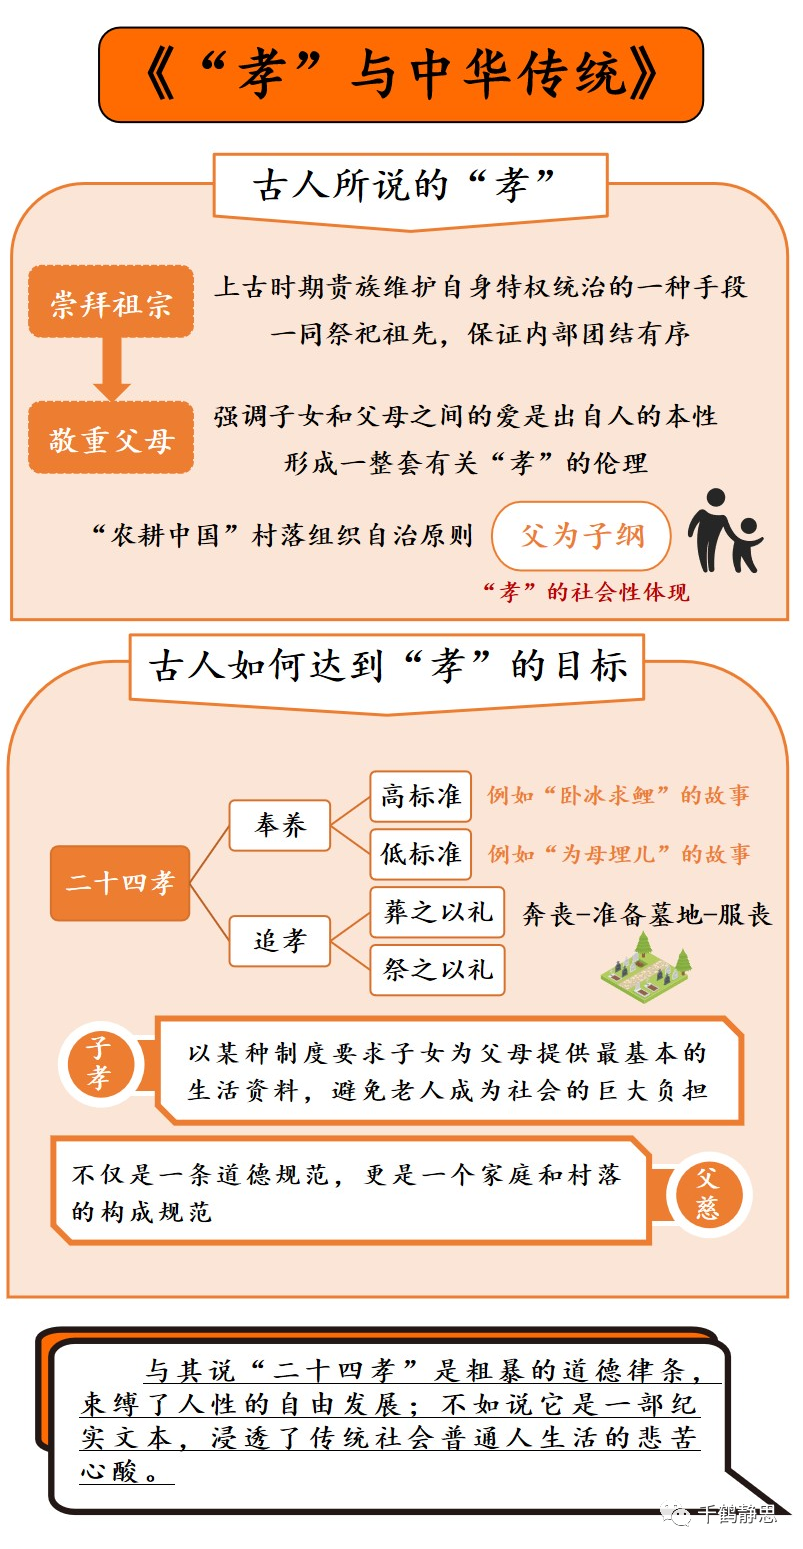 《“孝”与中华传统》
古人所说的“孝”
崇拜祖宗
上古时期贵族维护自身特权统治的一种手段
一同祭祀祖先，保证内部团结有序
敬重父母
强调子女和父母之间的爱是出自人的本性
形成一整套有关“孝”的伦理
“农耕中国”村落组织自治原则
父为子纲
“孝”的社会性体现
古人如何达到“孝”的目标
二十四孝
奉养
高标准
例如“卧冰求鲤”的故事
低标准
例如“为母埋儿”的故事
追孝
葬之以礼
奔丧-准备墓地-服丧
祭之以礼
子孝
以某种制度要求子女为父母提供最基本的
生活资料，避免老人成为社会的巨大负担
不仅是一条道德规范，更是一个家庭和村落
的构成规范
父慈
与其说“二十四孝”是粗暴的道德律条，
束缚了人性的自由发展；不如说它是一部纪
实文本，浸透了传统社会普通人生活的悲苦
心酸。
千鹤静思